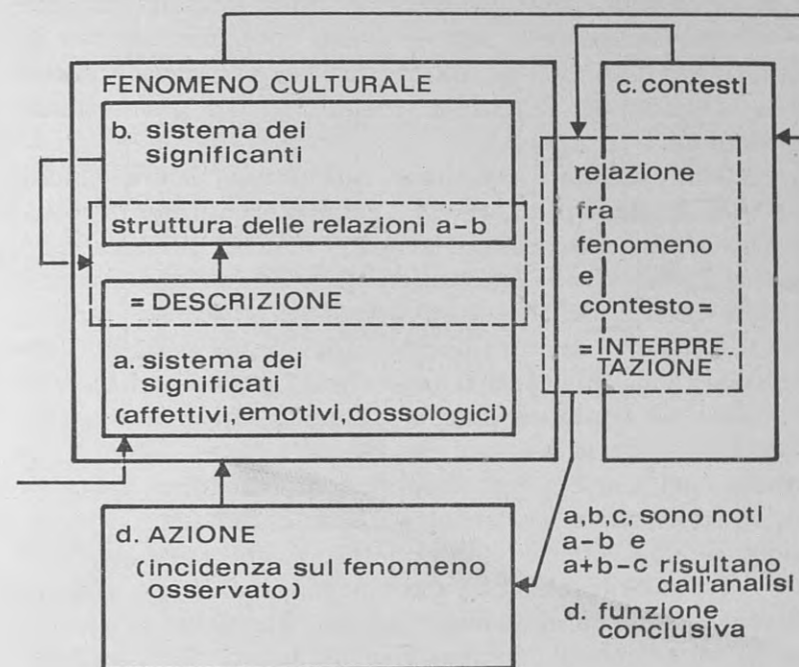 FENOMENO CULTURALE
b. sistema dei
significanti
struttura delle relazioni a-b
= DESCRIZIONE
a. sistema dei
significati
(affettivi, emotivi, dossologici)
c. contesti
relazione
fra
fenomeno
e
contesto =
= INTERPRE.
TAZIONE
d. AZIONE
(incidenza sul fenomeno
osservato)
a,b,c, sono noti
a-b e
a+b-c risultano
dall'analisi
d. funzione
conclusiva